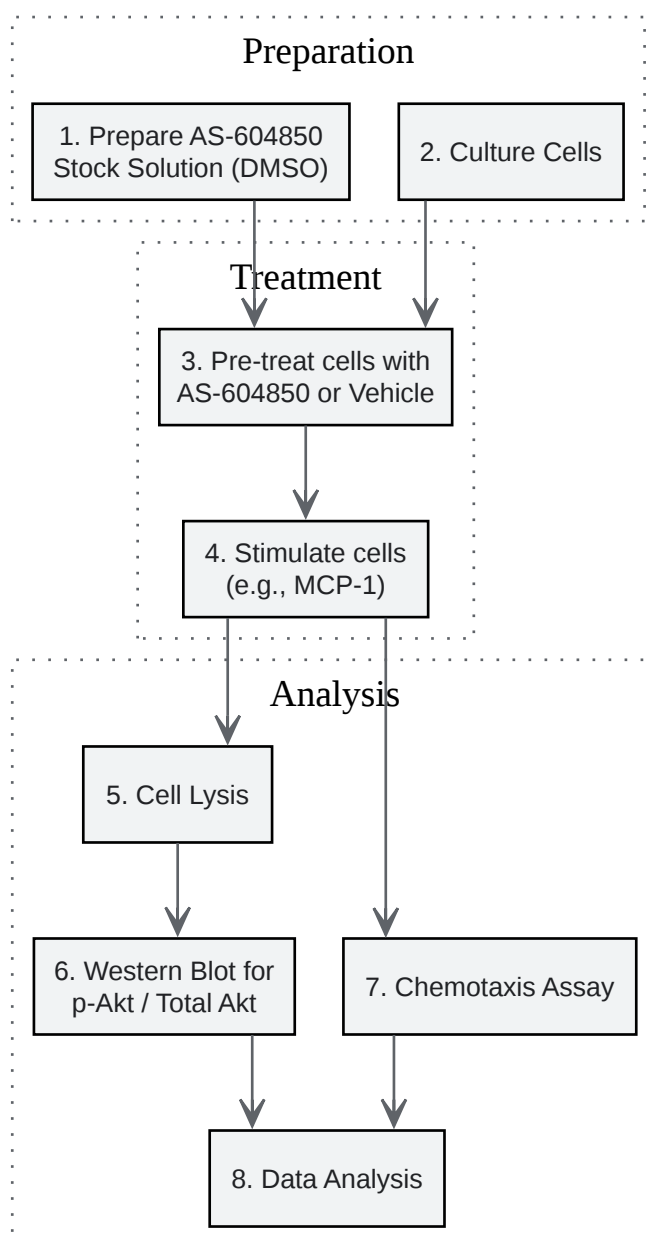 Preparation
1. Prepare AS-604850
Stock Solution (DMSO)
2. Culture Cells
Treatment
3. Pre-treat cells with
AS-604850 or Vehicle
4. Stimulate cells
(e.g., MCP-1)
Analysis
5. Cell Lysis
6. Western Blot for
p-Akt / Total Akt
7. Chemotaxis Assay
8. Data Analysis